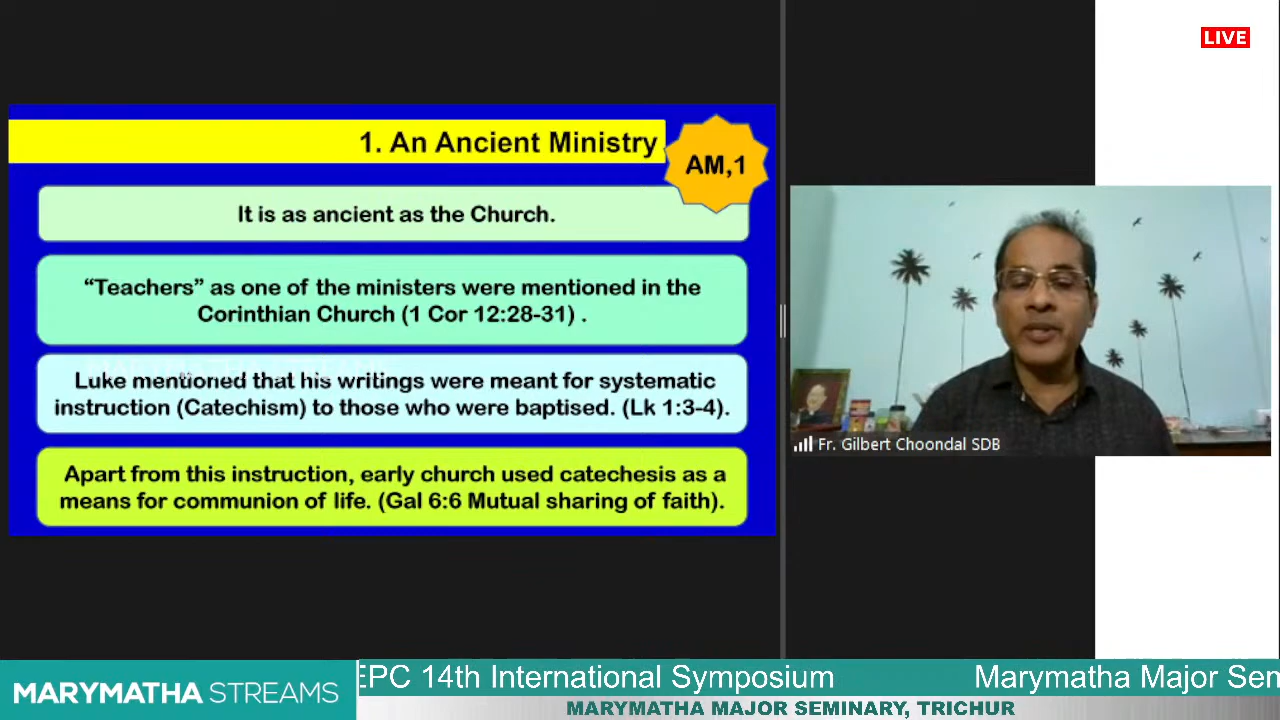 LIVE
1. An Ancient Ministry
AM,1
It is as ancient as the Church.
“Teachers” as one of the ministers were mentioned in the
Corinthian Church (1 Cor 12:28-31) .
Luke mentioned that his writings were meant for systematic
instruction (Catechism) to those who were baptised. (Lk 1:3-4).
Apart from this instruction, early church used catechesis as a
means for communion of life. (Gal 6:6 Mutual sharing of faith).
Fr. Gilbert Choondal SDB
MARYMATHA STREAMS
EPC 14th International Symposium Marymatha Major Sen
MARYMATHA MAJOR SEMINARY, TRICHUR